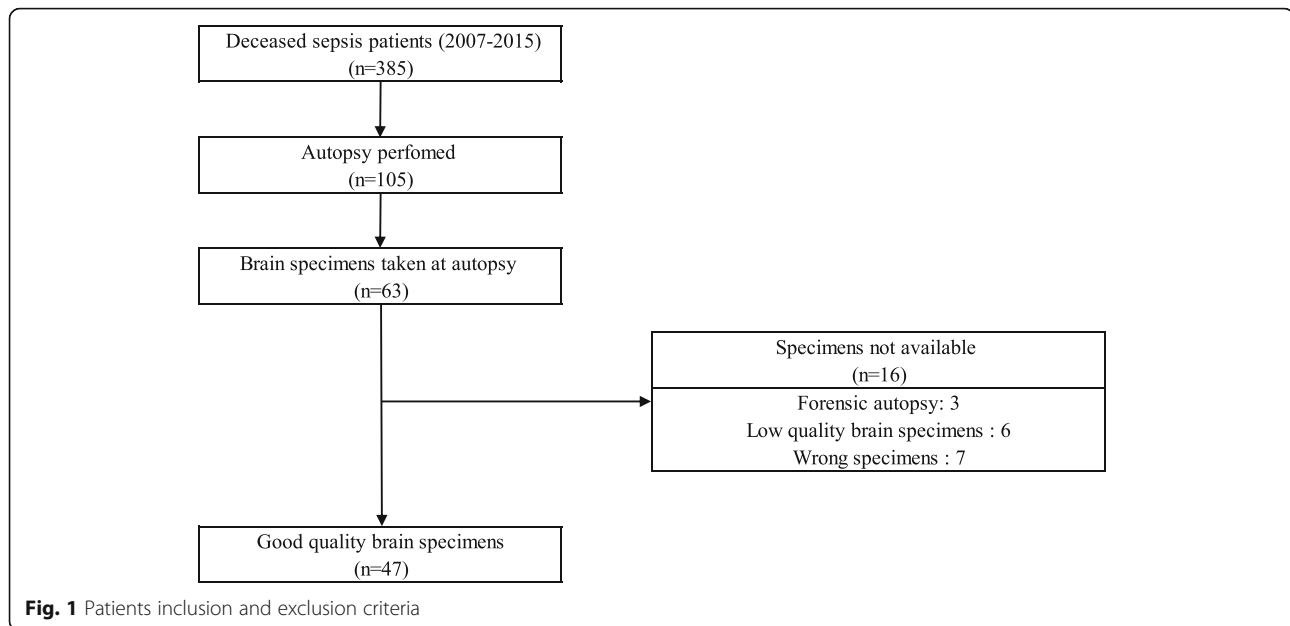 Deceased sepsis patients (2007-2015)
(n=385)
Autopsy perfomed
(n=105)
Brain specimens taken at autopsy
(n=63)
Specimens not available
(n=16)
Forensic autopsy: 3
Low quality brain specimens : 6
Wrong specimens : 7
Good quality brain specimens
(n=47)
Fig. 1 Patients inclusion and exclusion criteria